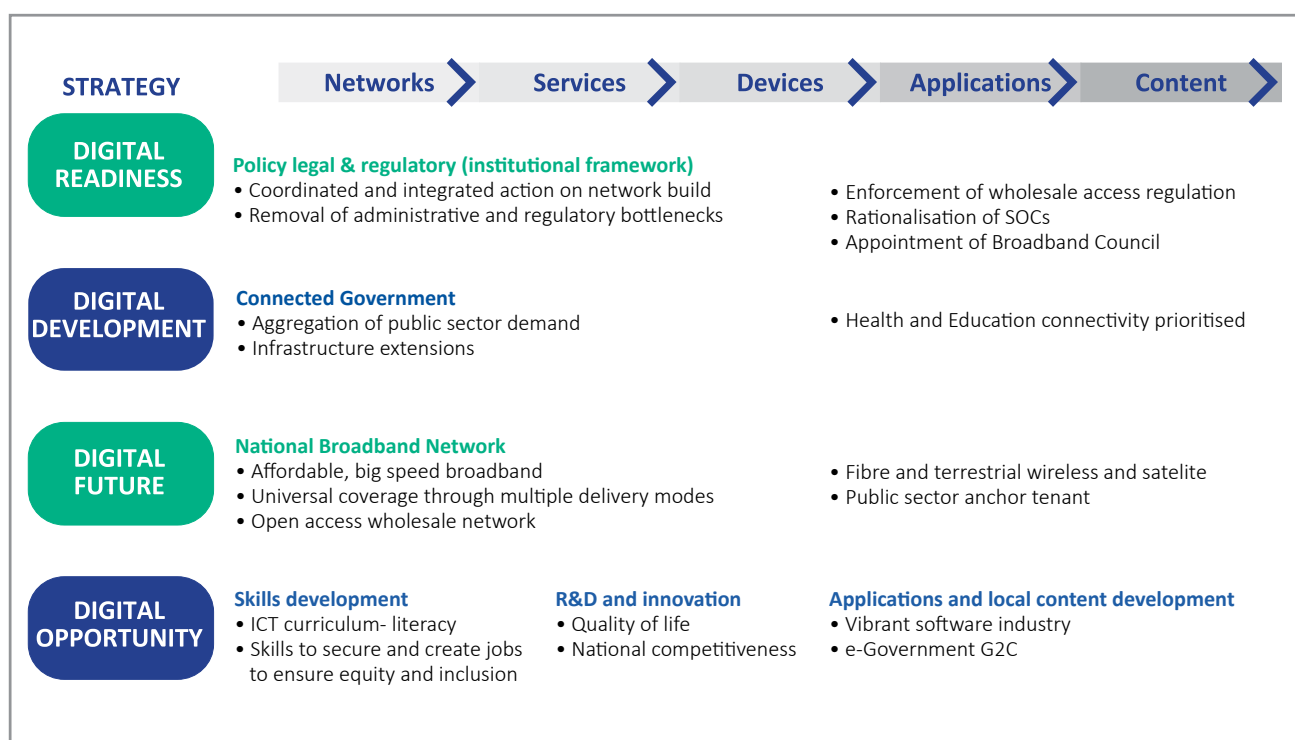 STRATEGY
Networks
Services
Devices
Applications
Content
DIGITAL
READINESS
Policy legal & regulatory (institutional framework)
• Coordinated and integrated action on network build
• Removal of administrative and regulatory bottlenecks
• Enforcement of wholesale access regulation
• Rationalisation of SOCs
• Appointment of Broadband Council
DIGITAL
DEVELOPMENT
Connected Government
• Aggregation of public sector demand
• Infrastructure extensions
• Health and Education connectivity prioritised
DIGITAL
FUTURE
National Broadband Network
• Affordable, big speed broadband
• Universal coverage through multiple delivery modes
• Open access wholesale network
• Fibre and terrestrial wireless and satelite
• Public sector anchor tenant
DIGITAL
OPPORTUNITY
Skills development
• ICT curriculum- literacy
• Skills to secure and create jobs
to ensure equity and inclusion
R&D and innovation
• Quality of life
• National competitiveness
Applications and local content development
• Vibrant software industry
• e-Government G2C